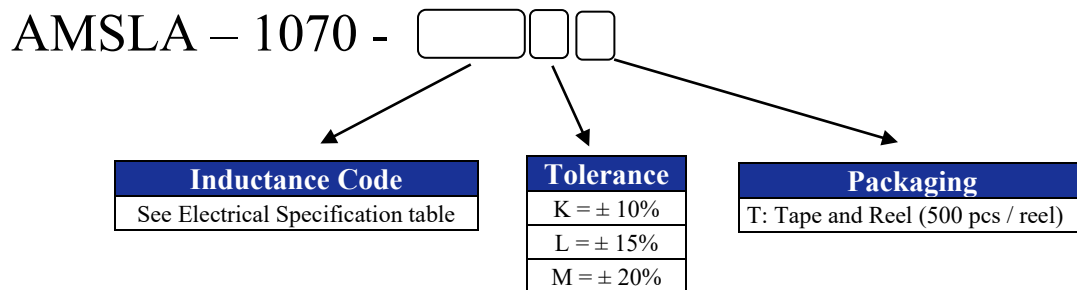 AMSLA – 1070 -
Inductance Code
See Electrical Specification table
Tolerance
K = ± 10%
L = ± 15%
M = ± 20%
Packaging
T: Tape and Reel (500 pcs / reel)